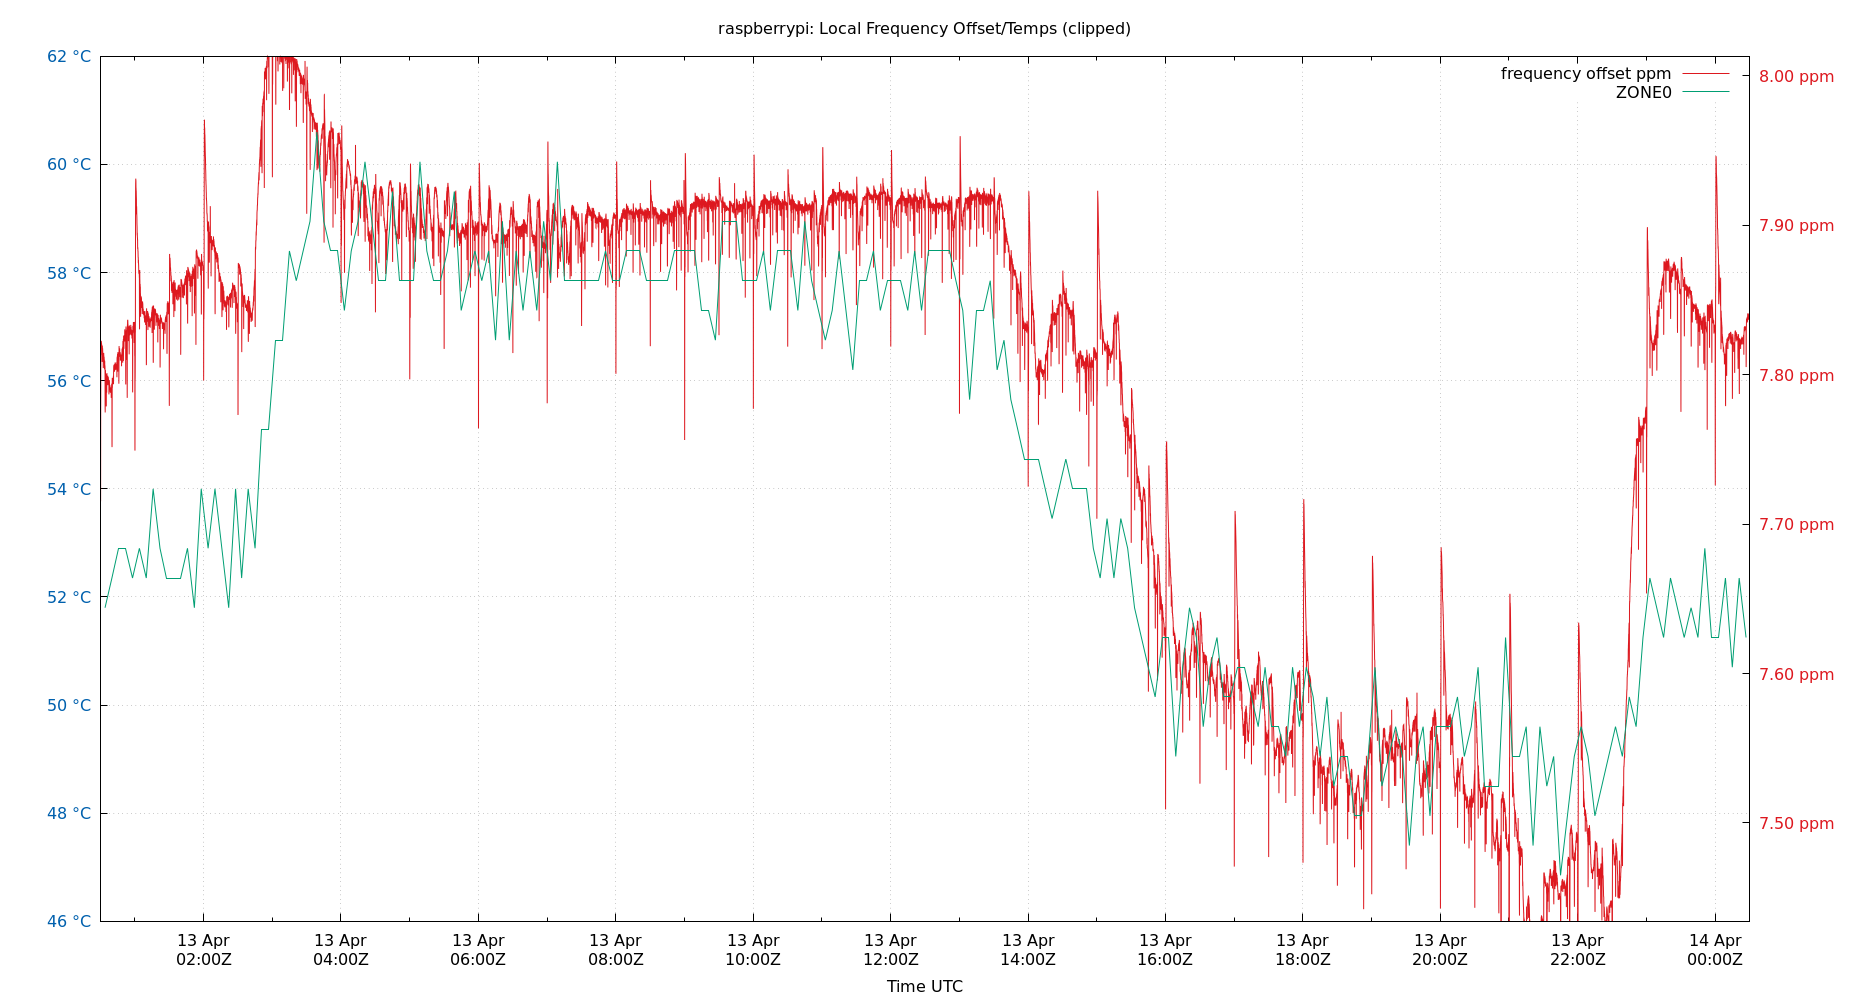 raspberrypi: Local Frequency Offset/Temps (clipped)
frequency offset ppm
ZONE0
62 °C
60 °C
58 °C
56 °C
54 °C
52 °C
50 °C
48 °C
46 °C
8.00 ppm
7.90 ppm
7.80 ppm
7.70 ppm
7.60 ppm
7.50 ppm
13 Apr 13 Apr 13 Apr 13 Apr 13 Apr 13 Apr 13 Apr 13 Apr 13 Apr 13 Apr 13 Apr 14 Apr
02:00Z 04:00Z 06:00Z 08:00Z 10:00Z 12:00Z 14:00Z 16:00Z 18:00Z 20:00Z 22:00Z 00:00Z
Time UTC